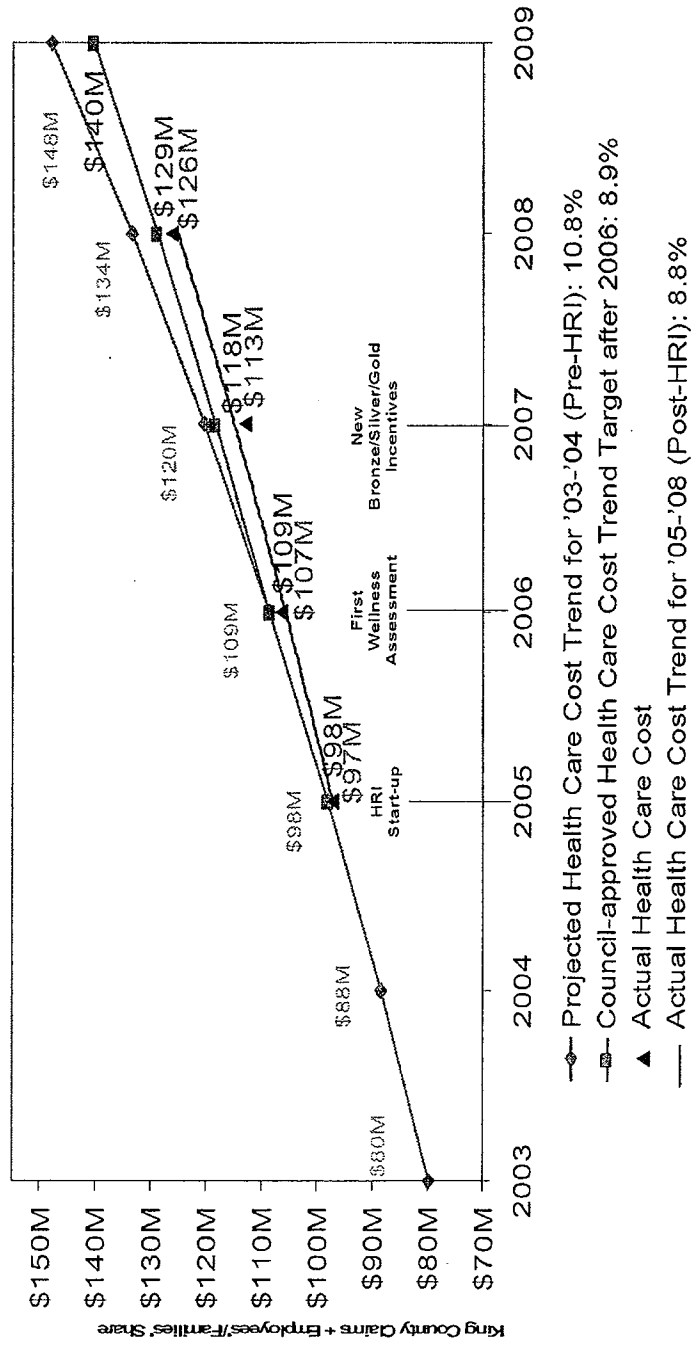 King County Claims + Employees'/Families' Share
$150M
$140M
$130M
$120M
$110M
$100M
$90M
$80M
$70M
$80M
$88M
$98M
$109M
$120M
$134M
$148M
$98M
$97M
$109M
$107M
$118M
$113M
$129M
$126M
$140M
HRI
Start-up
First
Wellness
Assessment
New
Bronze/Silver/Gold
Incentives
2003
2004
2005
2006
2007
2008
2009
Projected Health Care Cost Trend for '03-'04 (Pre-HRI): 10.8%
Council-approved Health Care Cost Trend Target after 2006: 8.9%
Actual Health Care Cost
Actual Health Care Cost Trend for '05-'08 (Post-HRI): 8.8%